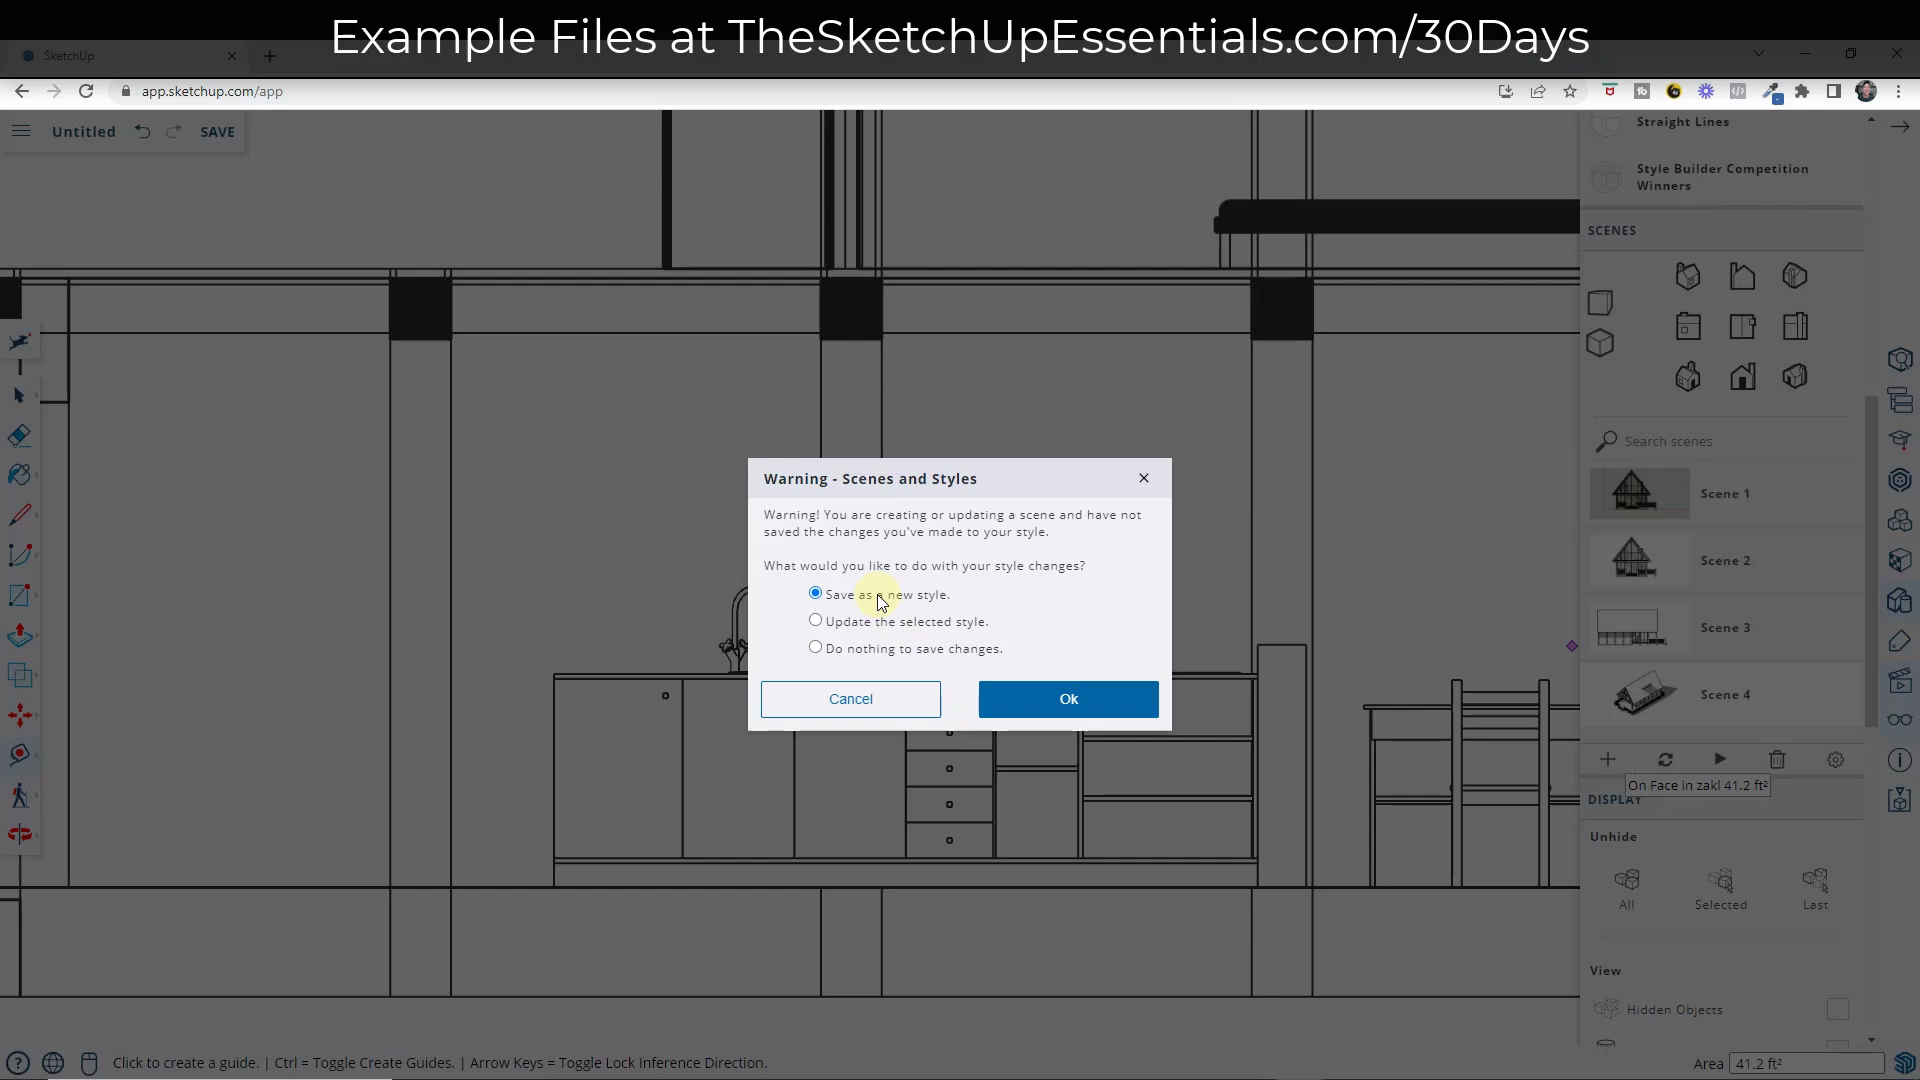 Example Files at TheSketchUpEssentials.com/30Days
SketchUp
app.sketchup.com/app
Untitled
SAVE
Straight Lines
Style Builder Competition
Winners
SCENES
Search scenes
Scene 1
Scene 2
Scene 3
Scene 4
Warning - Scenes and Styles
Warning! You are creating or updating a scene and have not
saved the changes you've made to your style.
What would you like to do with your style changes?
Save as a new style.
Update the selected style.
Do nothing to save changes.
Cancel
Ok
On Face in zakl 41.2 ft²
DISPLAY
Unhide
All
Selected
Last
View
Hidden Objects
Click to create a guide. | Ctrl = Toggle Create Guides. | Arrow Keys = Toggle Lock Inference Direction.
Area
41.2 ft²